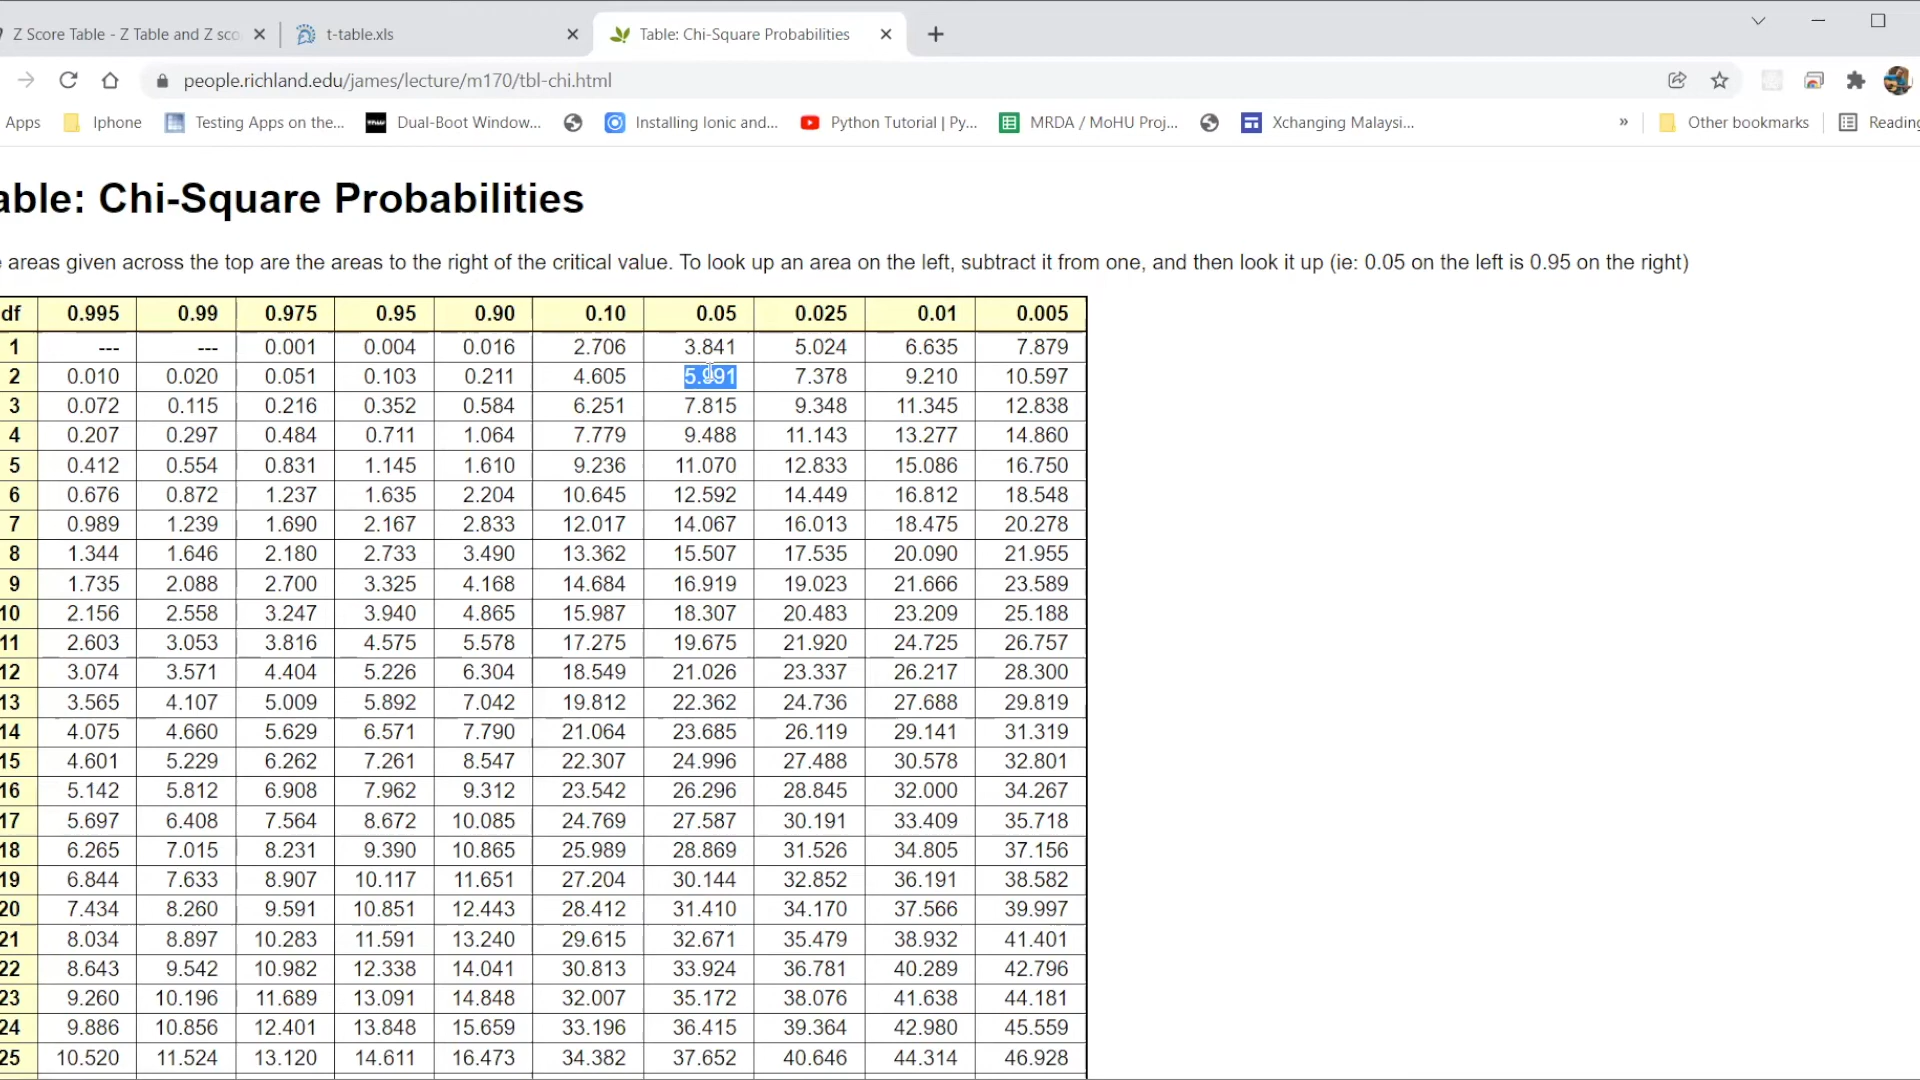 Z Score Table - Z Table and Z sco
t-table.xls
Table: Chi-Square Probabilities
people.richland.edu/james/lecture/m170/tbl-chi.html
Apps
Iphone
Testing Apps on the...
Dual-Boot Window...
Installing Ionic and...
Python Tutorial | Py...
MRDA / MoHU Proj...
Xchanging Malaysi...
»
Other bookmarks
Reading
able: Chi-Square Probabilities
e areas given across the top are the areas to the right of the critical value. To look up an area on the left, subtract it from one, and then look it up (ie: 0.05 on the left is 0.95 on the right)
df 0.995 0.99 0.975 0.95 0.90 0.10 0.05 0.025 0.01 0.005
1 --- --- 0.001 0.004 0.016 2.706 3.841 5.024 6.635 7.879
2 0.010 0.020 0.051 0.103 0.211 4.605 5.991 7.378 9.210 10.597
3 0.072 0.115 0.216 0.352 0.584 6.251 7.815 9.348 11.345 12.838
4 0.207 0.297 0.484 0.711 1.064 7.779 9.488 11.143 13.277 14.860
5 0.412 0.554 0.831 1.145 1.610 9.236 11.070 12.833 15.086 16.750
6 0.676 0.872 1.237 1.635 2.204 10.645 12.592 14.449 16.812 18.548
7 0.989 1.239 1.690 2.167 2.833 12.017 14.067 16.013 18.475 20.278
8 1.344 1.646 2.180 2.733 3.490 13.362 15.507 17.535 20.090 21.955
9 1.735 2.088 2.700 3.325 4.168 14.684 16.919 19.023 21.666 23.589
10 2.156 2.558 3.247 3.940 4.865 15.987 18.307 20.483 23.209 25.188
11 2.603 3.053 3.816 4.575 5.578 17.275 19.675 21.920 24.725 26.757
12 3.074 3.571 4.404 5.226 6.304 18.549 21.026 23.337 26.217 28.300
13 3.565 4.107 5.009 5.892 7.042 19.812 22.362 24.736 27.688 29.819
14 4.075 4.660 5.629 6.571 7.790 21.064 23.685 26.119 29.141 31.319
15 4.601 5.229 6.262 7.261 8.547 22.307 24.996 27.488 30.578 32.801
16 5.142 5.812 6.908 7.962 9.312 23.542 26.296 28.845 32.000 34.267
17 5.697 6.408 7.564 8.672 10.085 24.769 27.587 30.191 33.409 35.718
18 6.265 7.015 8.231 9.390 10.865 25.989 28.869 31.526 34.805 37.156
19 6.844 7.633 8.907 10.117 11.651 27.204 30.144 32.852 36.191 38.582
20 7.434 8.260 9.591 10.851 12.443 28.412 31.410 34.170 37.566 39.997
21 8.034 8.897 10.283 11.591 13.240 29.615 32.671 35.479 38.932 41.401
22 8.643 9.542 10.982 12.338 14.041 30.813 33.924 36.781 40.289 42.796
23 9.260 10.196 11.689 13.091 14.848 32.007 35.172 38.076 41.638 44.181
24 9.886 10.856 12.401 13.848 15.659 33.196 36.415 39.364 42.980 45.559
25 10.520 11.524 13.120 14.611 16.473 34.382 37.652 40.646 44.314 46.928